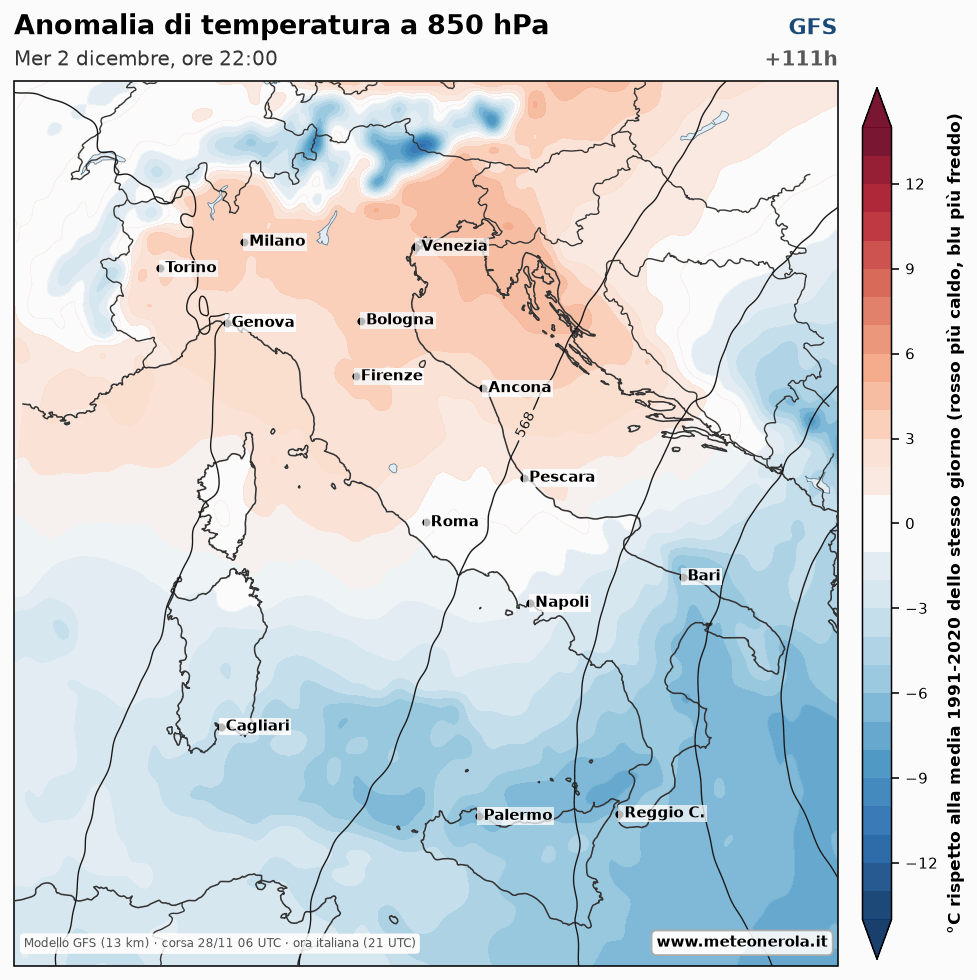 Anomalia di temperatura a 850 hPa
GFS
Mer 2 dicembre, ore 22:00
+111h
Milano
Venezia
Torino
Genova
Bologna
Firenze
Ancona
568
Pescara
Roma
Bari
Napoli
Cagliari
Palermo
Reggio C.
12
9
6
3
0
−3
−6
−9
−12
°C rispetto alla media 1991-2020 dello stesso giorno (rosso più caldo, blu più freddo)
Modello GFS (13 km) · corsa 28/11 06 UTC · ora italiana (21 UTC)
www.meteonerola.it